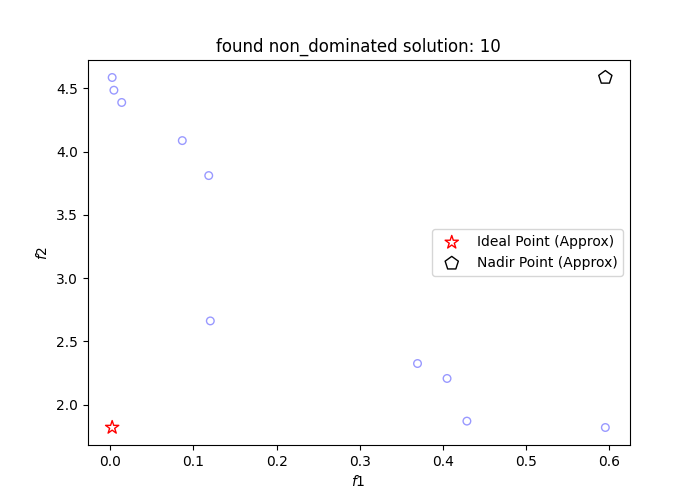 found non_dominated solution: 10
4.5
4.0
3.5
3.0
2.5
2.0
f2
Ideal Point (Approx)
Nadir Point (Approx)
0.0 0.1 0.2 0.3 0.4 0.5 0.6
f1